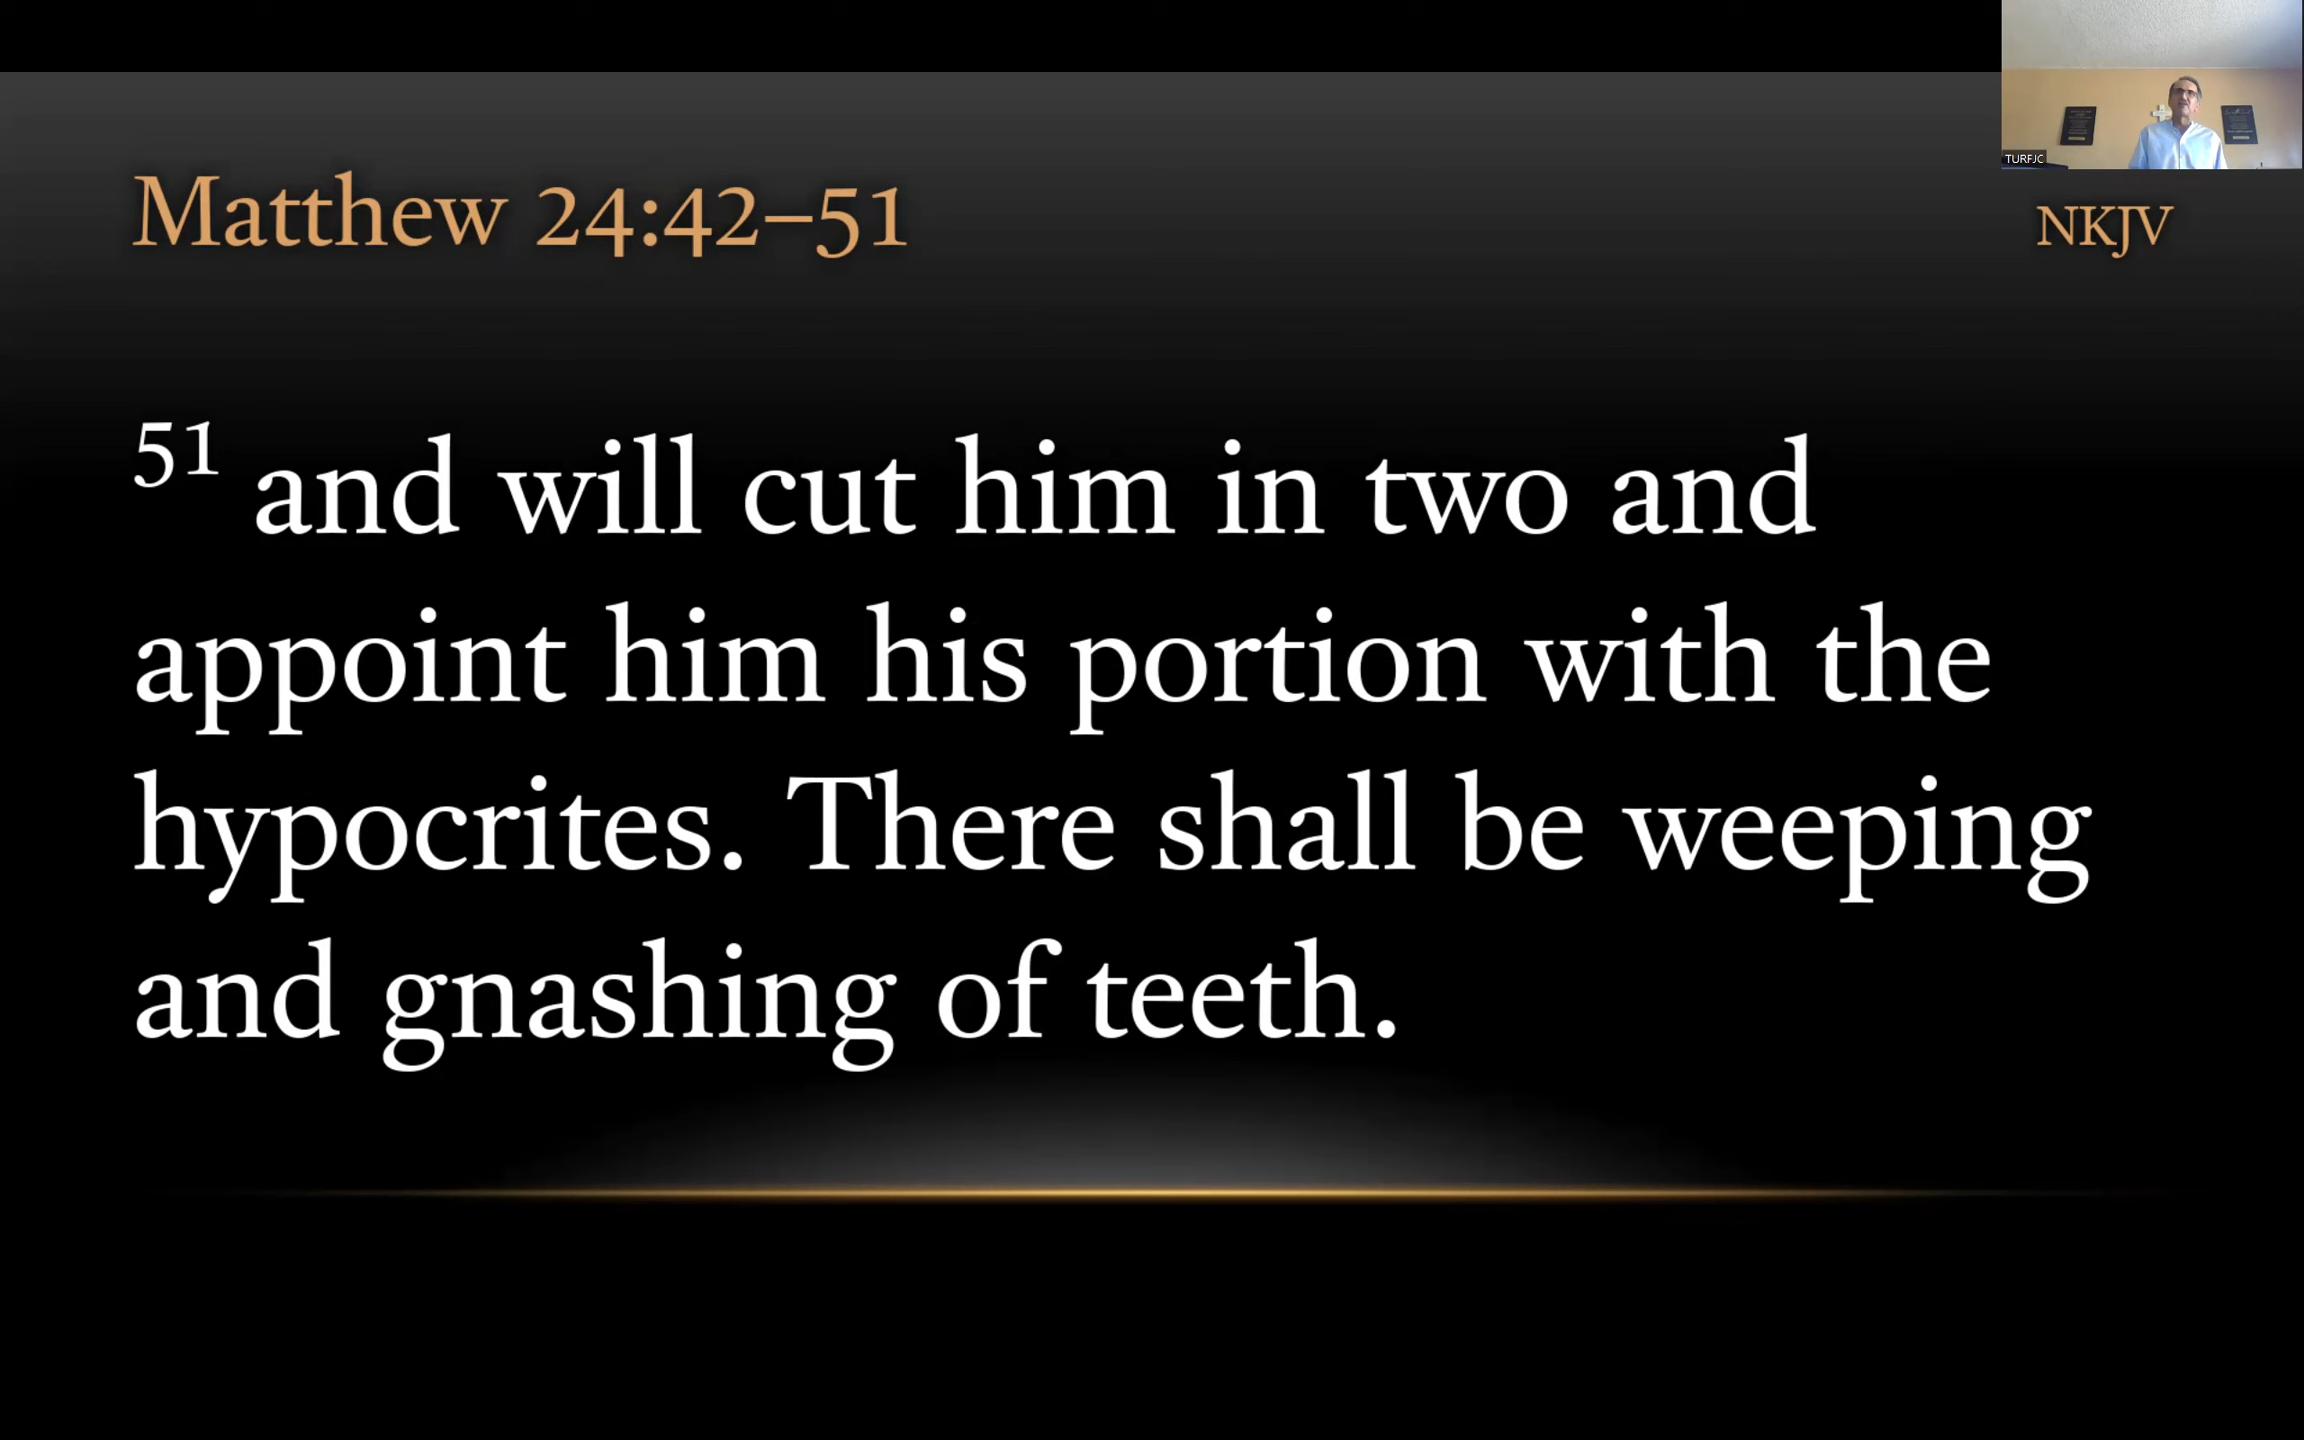 TURFJC
Matthew 24:42–51
NKJV
51 and will cut him in two and
appoint him his portion with the
hypocrites. There shall be weeping
and gnashing of teeth.